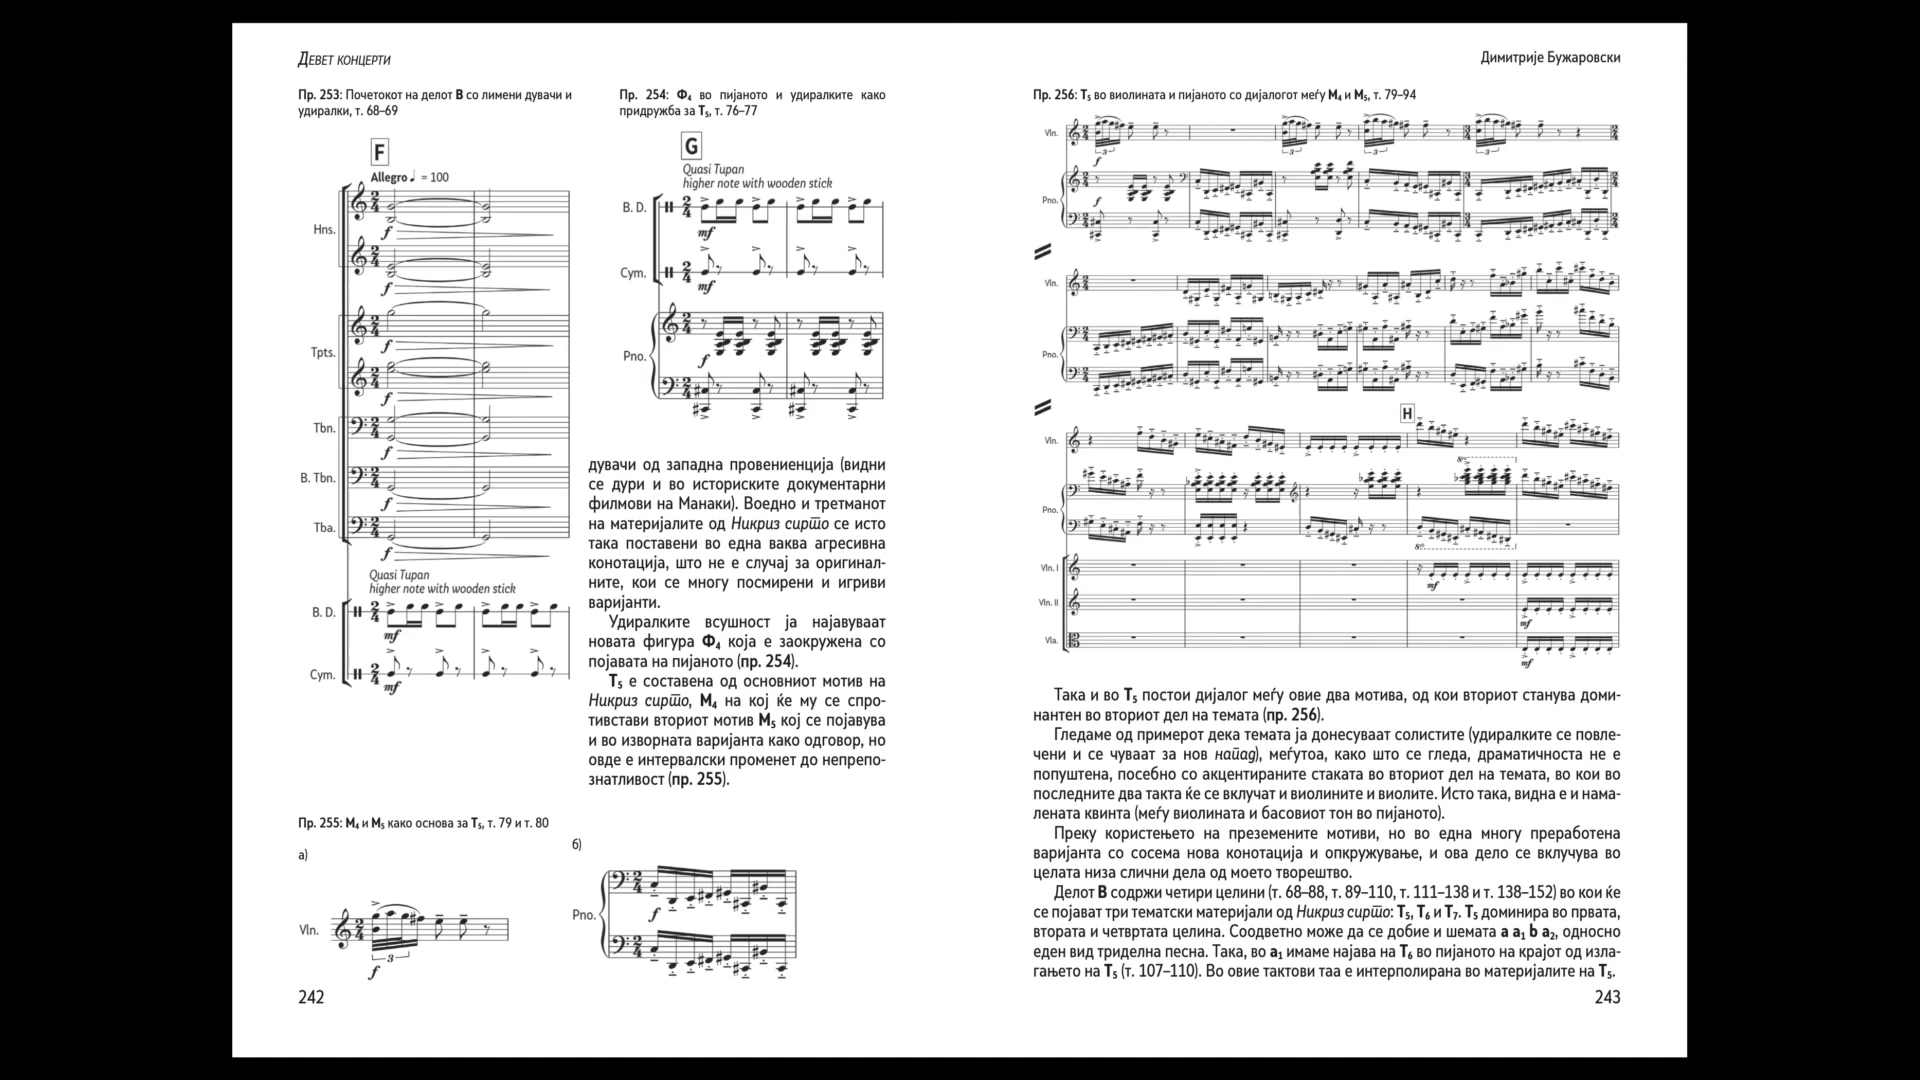 Девет концерти
Пр. 253: Почетокот на делот В со лимени дувачи и
удиралки, т. 68–69
F
Allegro ♩ = 100
Hns.
f
f
Tpts.
f
f
Tbn.
f
B. Tbn.
f
Tba.
f
Quasi Tupan
higher note with wooden stick
B. D.
mf
Cym.
mf
Пр. 254: Ф₄ во пијаното и удиралките како
придружба за Т₅, т. 76–77
G
Quasi Tupan
higher note with wooden stick
B. D.
mf
Cym.
mf
Pno.
f
дувачи од западна провениенција (видни
се дури и во историските документарни
филмови на Манаки). Воедно и третманот
на материјалите од Никриз сирто се исто
така поставени во една ваква агресивна
конотација, што не е случај за оригинал-
ните, кои се многу посмирени и игриви
варијанти.
Удиралките всушност ја најавуваат
новата фигура Ф₄ која е заокружена со
појавата на пијаното (пр. 254).
Т₅ е составена од основниот мотив на
Никриз сирто, М₄ на кој ќе му се спро-
тивстави вториот мотив М₅ кој се појавува
и во изворната варијанта како одговор, но
овде е интервалски променет до непрепо-
знатливост (пр. 255).
Пр. 255: М₄ и М₅ како основа за Т₅, т. 79 и т. 80
а)
Vln.
3
f
б)
Pno.
f
242
Димитрије Бужаровски
Пр. 256: Т₅ во виолината и пијаното со дијалогот меѓу М₄ и М₅, т. 79–94
Vln.
f
3
3
3
3
Pno.
f
Vln.
Pno.
H
Vln.
Pno.
8va
8vb
Vln. I
mf
Vln. II
mf
Vla.
mf
Така и во Т₅ постои дијалог меѓу овие два мотива, од кои вториот станува доми-
нантен во вториот дел на темата (пр. 256).
Гледаме од примерот дека темата ја донесуваат солистите (удиралките се повле-
чени и се чуваат за нов напад), меѓутоа, како што се гледа, драматичноста не е
попуштена, посебно со акцентираните стаката во вториот дел на темата, во кои во
последните два такта ќе се вклучат и виолините и виолите. Исто така, видна е и нама-
лената квинта (меѓу виолината и басовиот тон во пијаното).
Преку користењето на преземените мотиви, но во една многу преработена
варијанта со сосема нова конотација и опкружување, и ова дело се вклучува во
целата низа слични дела од моето творештво.
Делот В содржи четири целини (т. 68–88, т. 89–110, т. 111–138 и т. 138–152) во кои ќе
се појават три тематски материјали од Никриз сирто: Т₅, Т₆ и Т₇. Т₅ доминира во првата,
втората и четвртата целина. Соодветно може да се добие и шемата a a₁ b a₂, односно
еден вид триделна песна. Така, во a₁ имаме најава на Т₆ во пијаното на крајот од изла-
гањето на Т₅ (т. 107–110). Во овие тактови таа е интерполирана во материјалите на Т₅.
243